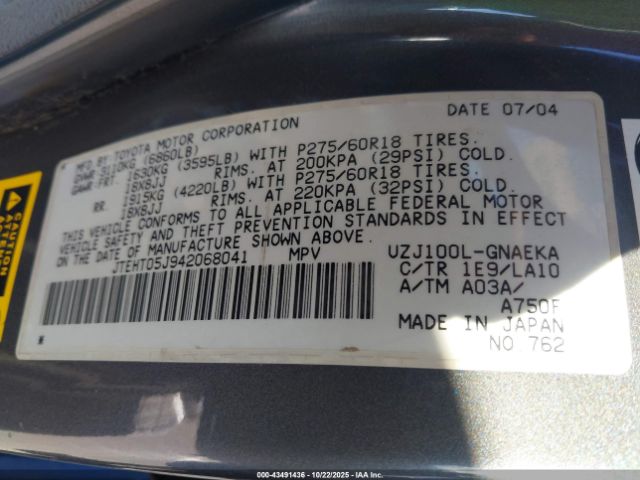 DATE 07/04
MFD BY: TOYOTA MOTOR CORPORATION
GVWR 3110KG (6860LB)
GAWR FRT. 1630KG (3595LB) WITH P275/60R18 TIRES.
18X8JJ RIMS. AT 200KPA (29PSI) COLD.
RR. 1915KG (4220LB) WITH P275/60R18 TIRES.
18X8JJ RIMS. AT 220KPA (32PSI) COLD.
THIS VEHICLE CONFORMS TO ALL APPLICABLE FEDERAL MOTOR
VEHICLE SAFETY AND THEFT PREVENTION STANDARDS IN EFFECT
ON THE DATE OF MANUFACTURE SHOWN ABOVE.
JTEHT05J942068041 MPV
UZJ100L-GNAEKA
C/TR 1E9/LA10
A/TM A03A/
A750F
MADE IN JAPAN
NO. 762
CAUTION
000-43491436 - 10/22/2025 - IAA, Inc.